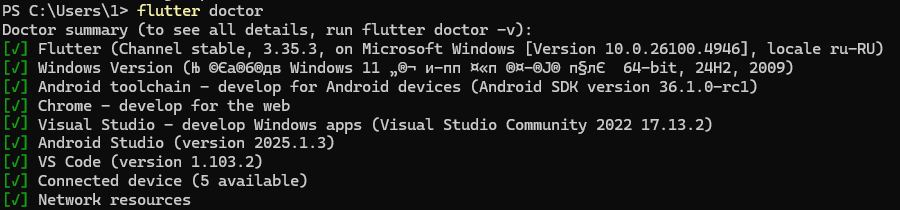 PS C:\Users\1> flutter doctor
Doctor summary (to see all details, run flutter doctor -v):
[√] Flutter (Channel stable, 3.35.3, on Microsoft Windows [Version 10.0.26100.4946], locale ru-RU)
[√] Windows Version (Њ ©Єа®б®дв Windows 11 „®¬ и-пп ¤«п ®¤-®Ј® п§лЄ 64-bit, 24H2, 2009)
[√] Android toolchain - develop for Android devices (Android SDK version 36.1.0-rc1)
[√] Chrome - develop for the web
[√] Visual Studio - develop Windows apps (Visual Studio Community 2022 17.13.2)
[√] Android Studio (version 2025.1.3)
[√] VS Code (version 1.103.2)
[√] Connected device (5 available)
[√] Network resources